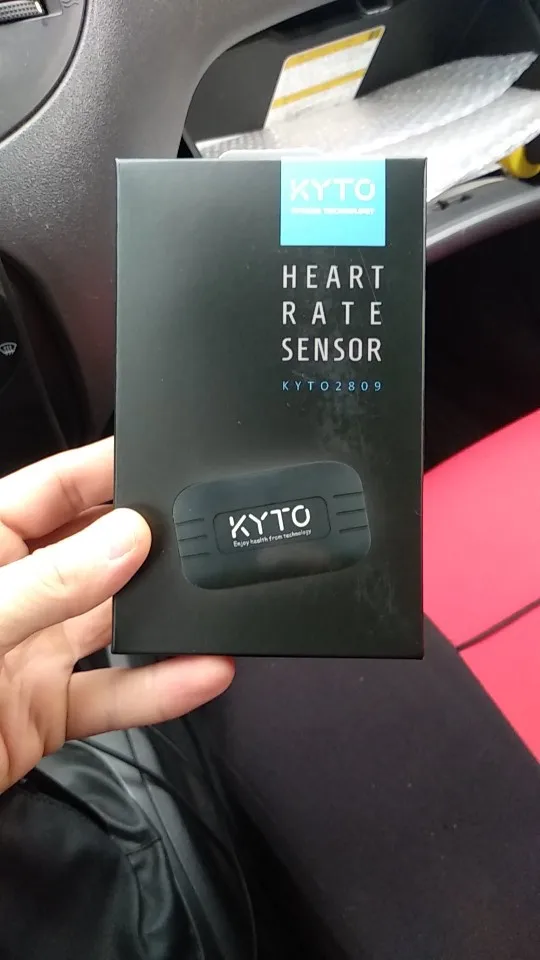 KYTO
HEART
RATE
SENSOR
KYTO2809
KYTO
Enjoy health from technology